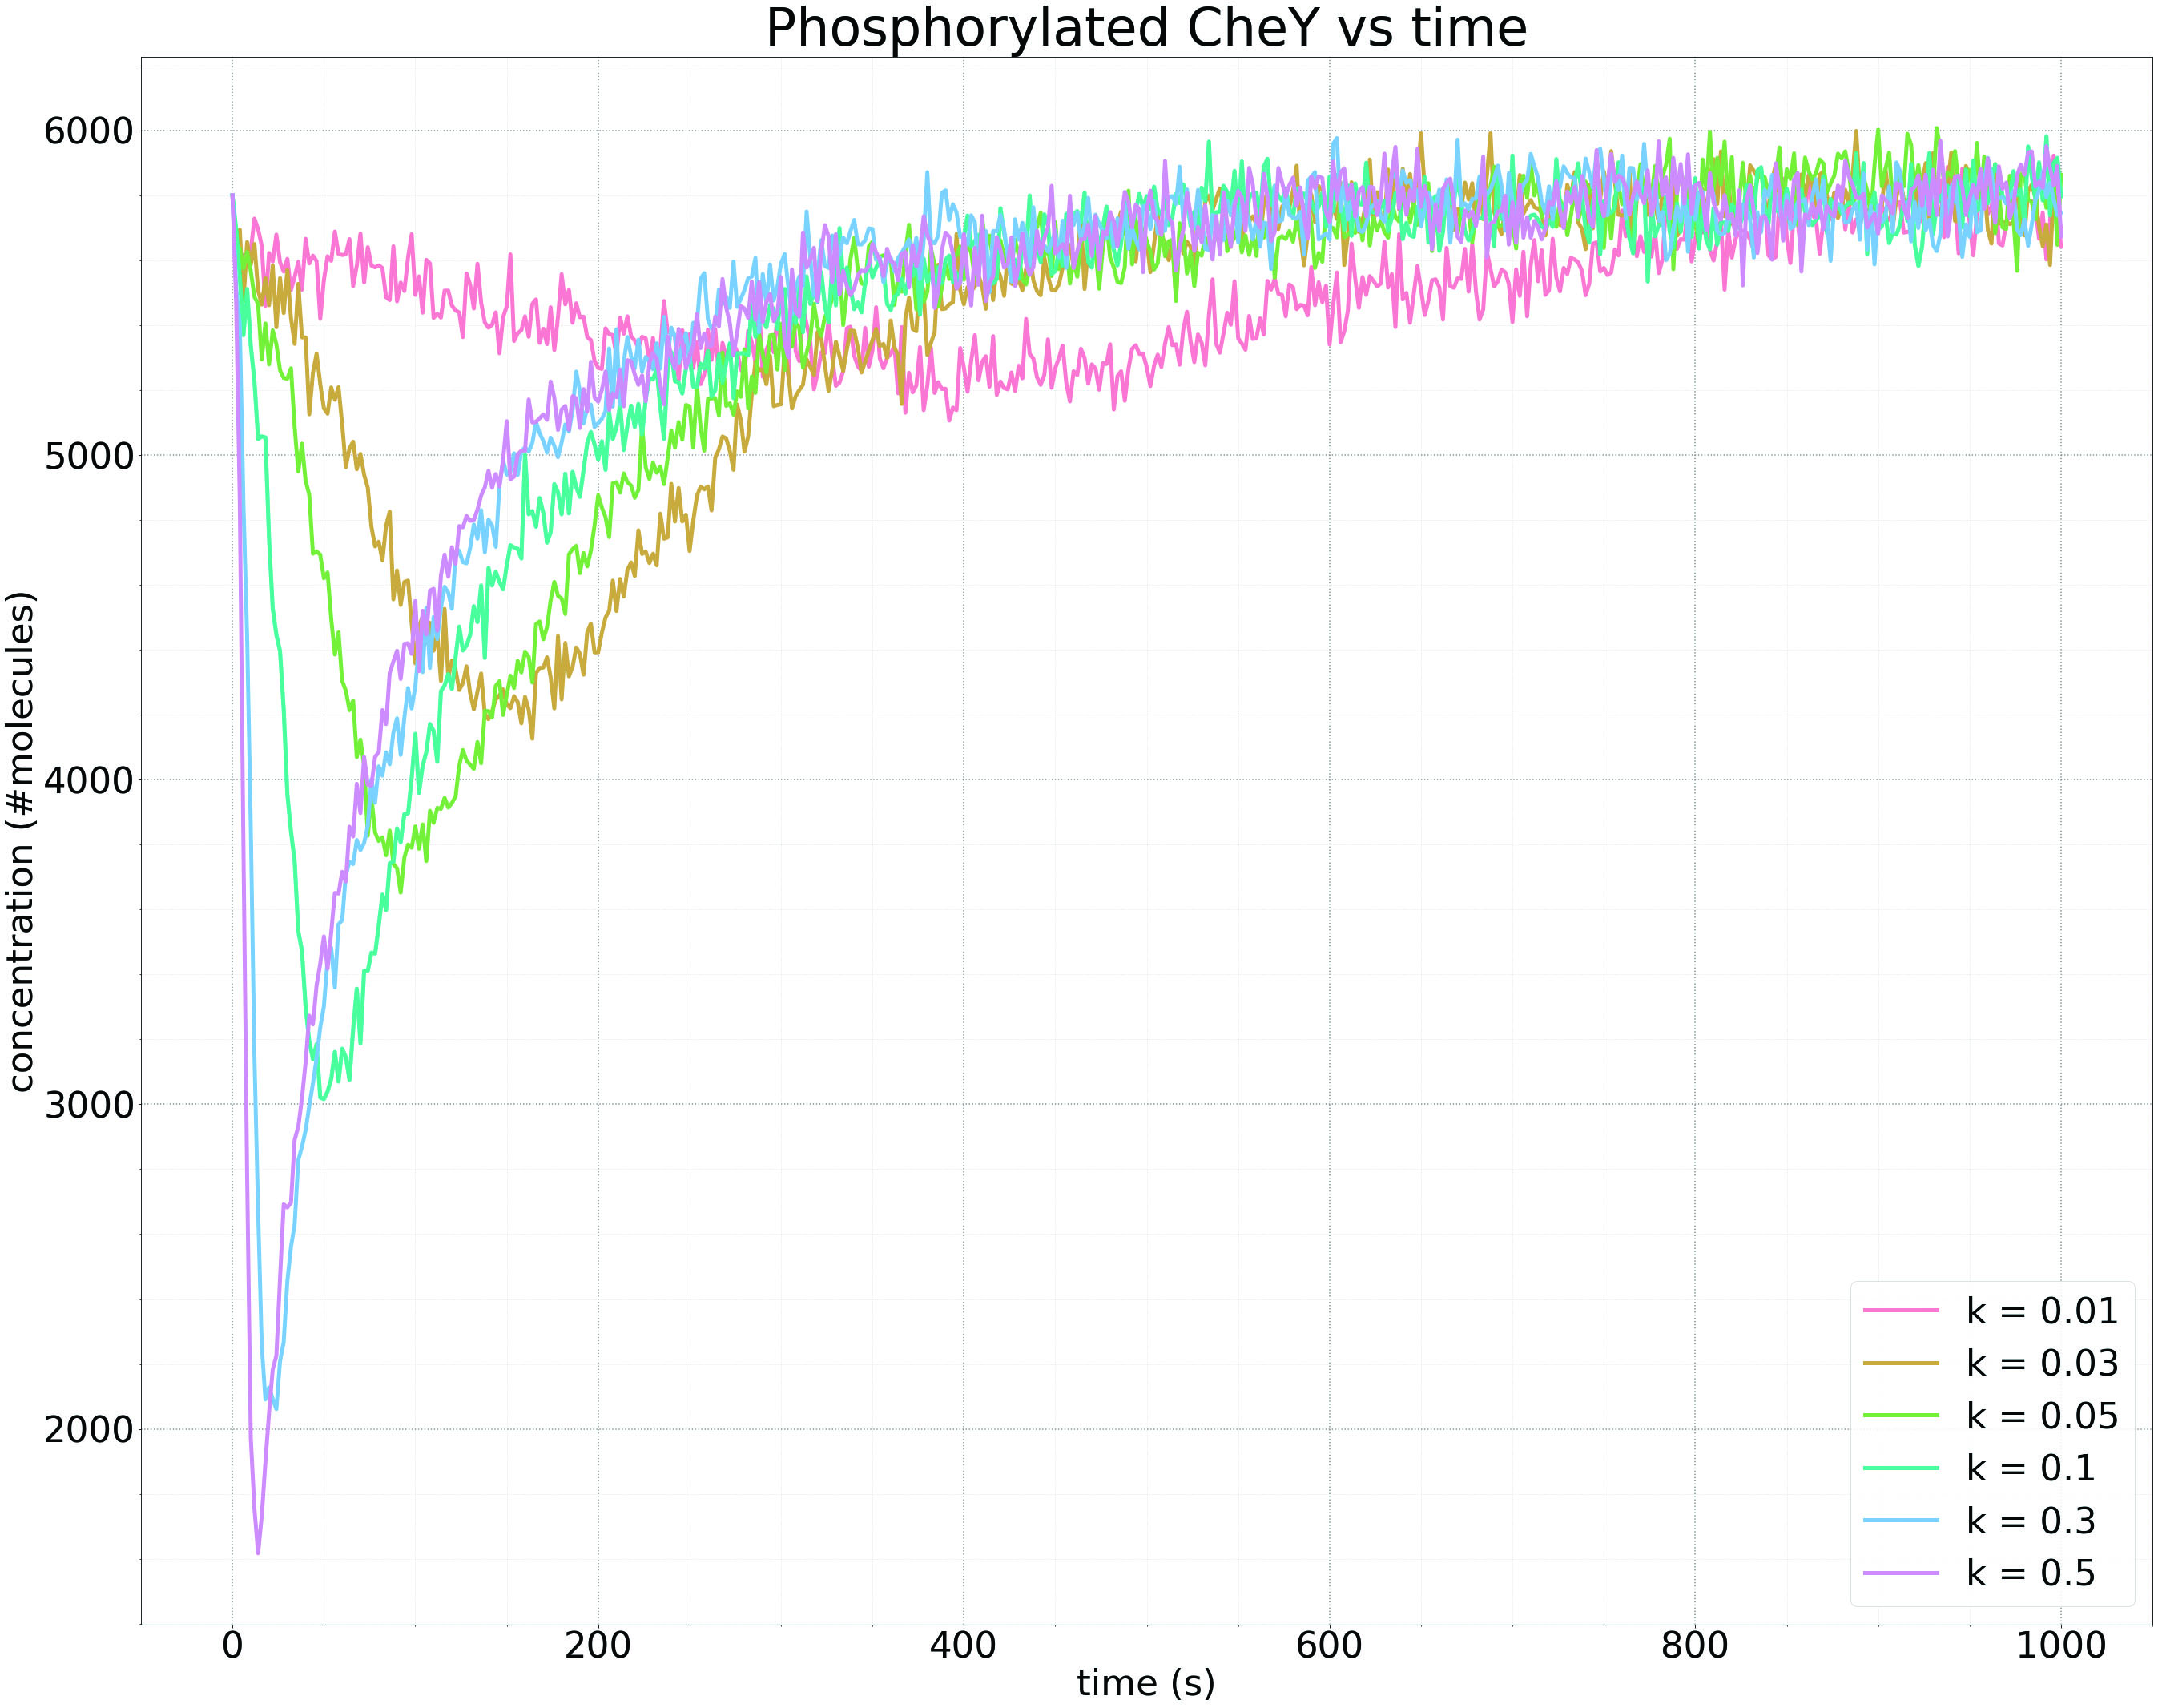 Phosphorylated CheY vs time
6000
5000
4000
3000
2000
concentration (#molecules)
0 200 400 600 800 1000
time (s)
k = 0.01
k = 0.03
k = 0.05
k = 0.1
k = 0.3
k = 0.5